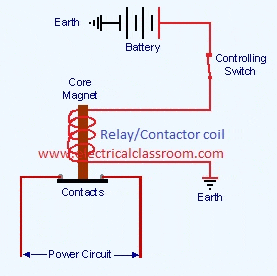 Earth
Battery
Controlling
Switch
Core
Magnet
Relay/Contactor coil
www.electricalclassroom.com
Contacts
Earth
Power Circuit